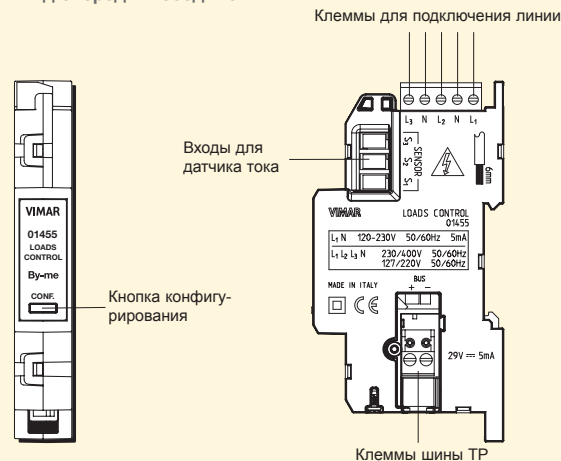 Клеммы для подключения линии
L₃ N L₂ N L₁
S₃
S₂
S₁
SENSOR
6mm
Входы для
датчика тока
VIMAR
01455
LOADS
CONTROL
By-me
CONF.
Кнопка конфигу-
рирования
VIMAR
LOADS CONTROL
01455
L₁ N 120-230V 50/60Hz 5mA
L₁ L₂ L₃ N 230/400V 50/60Hz
127/220V 50/60Hz
MADE IN ITALY
CE
BUS
+ -
29V ⎓ 5mA
Клеммы шины TP